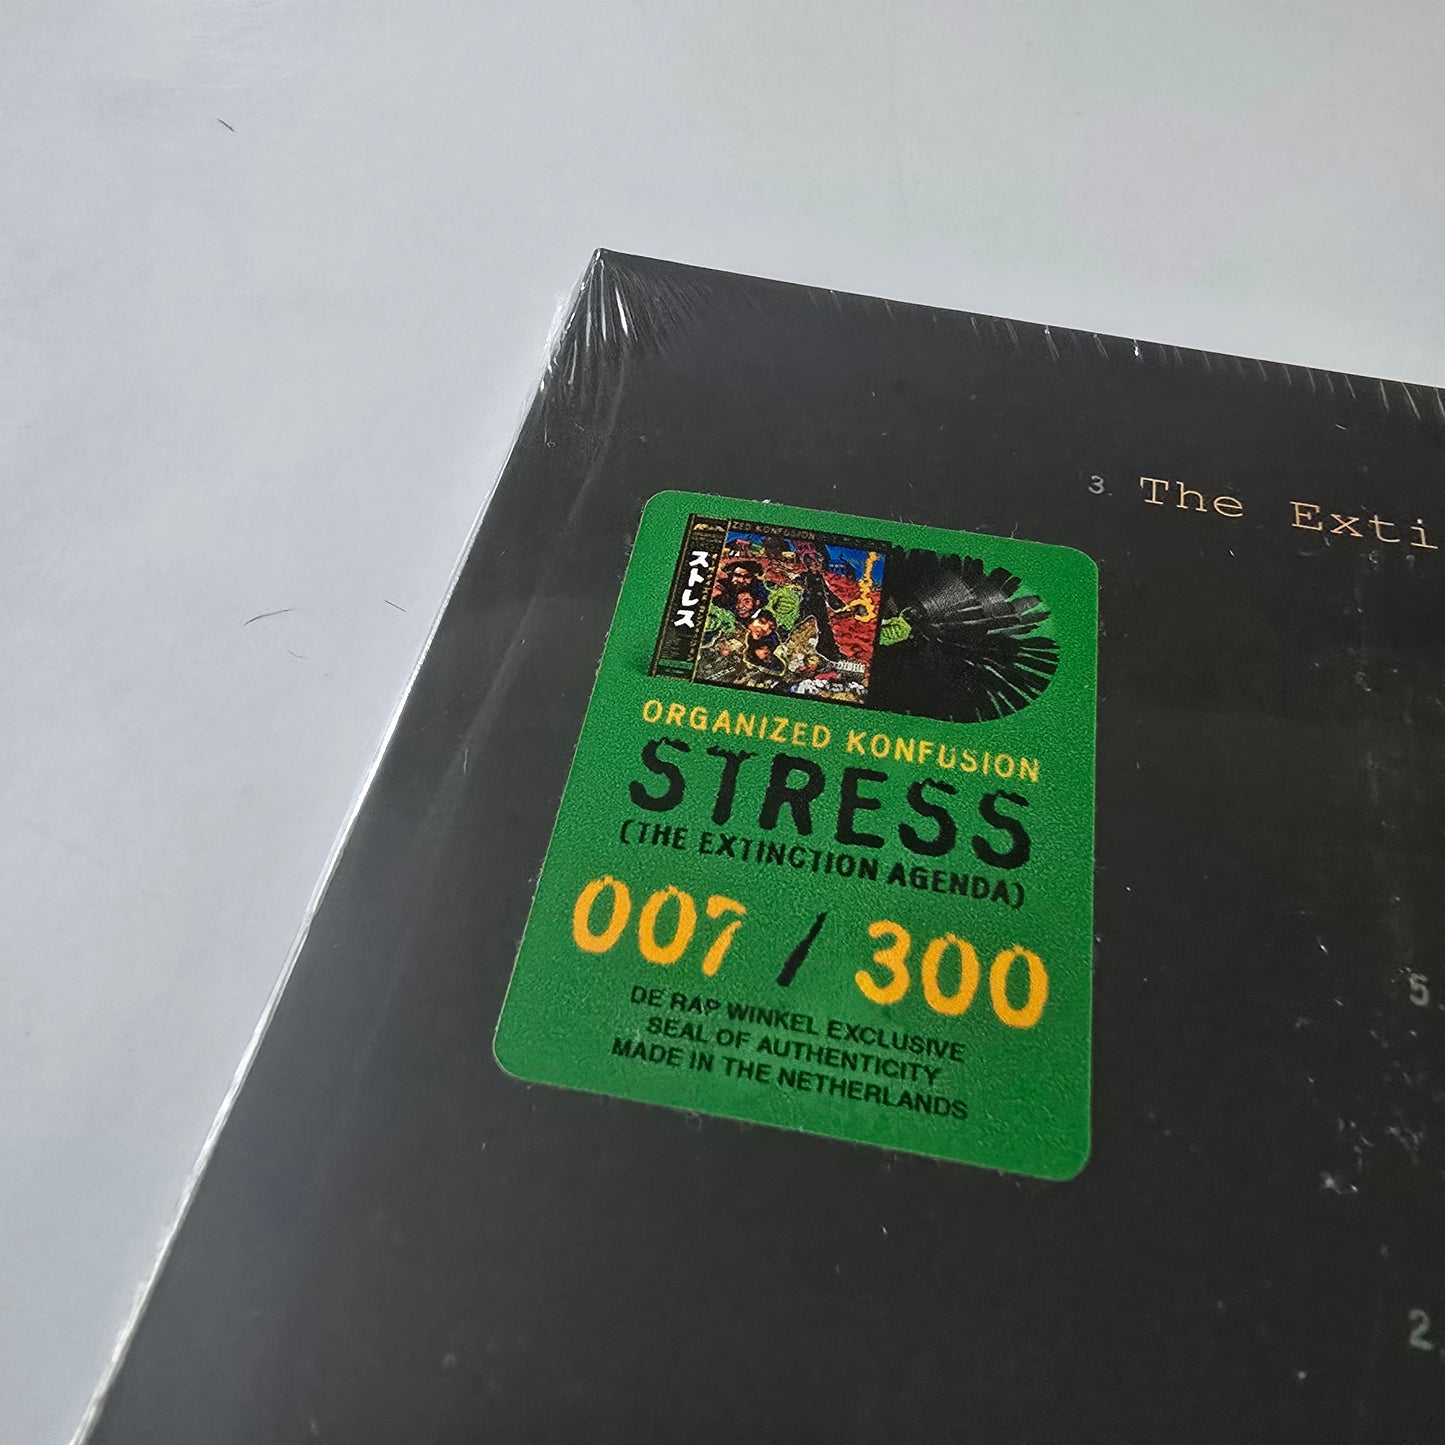 3. The Exti
ZED KONFUSION
ストレス
ORGANIZED KONFUSION
STRESS
(THE EXTINCTION AGENDA)
007 / 300
DE RAP WINKEL EXCLUSIVE
SEAL OF AUTHENTICITY
MADE IN THE NETHERLANDS
5.
2.